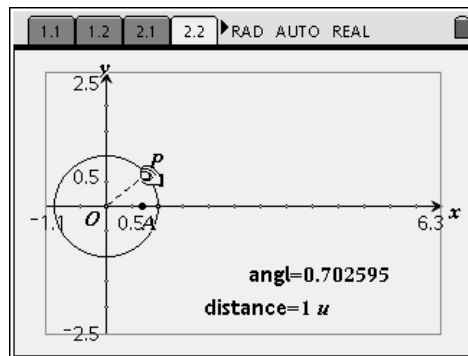 1.1 1.2 2.1 2.2 RAD AUTO REAL
y
2.5
P
0.5
O 0.5 A x
-1.1 6.3
angl=0.702595
distance=1 u
-2.5